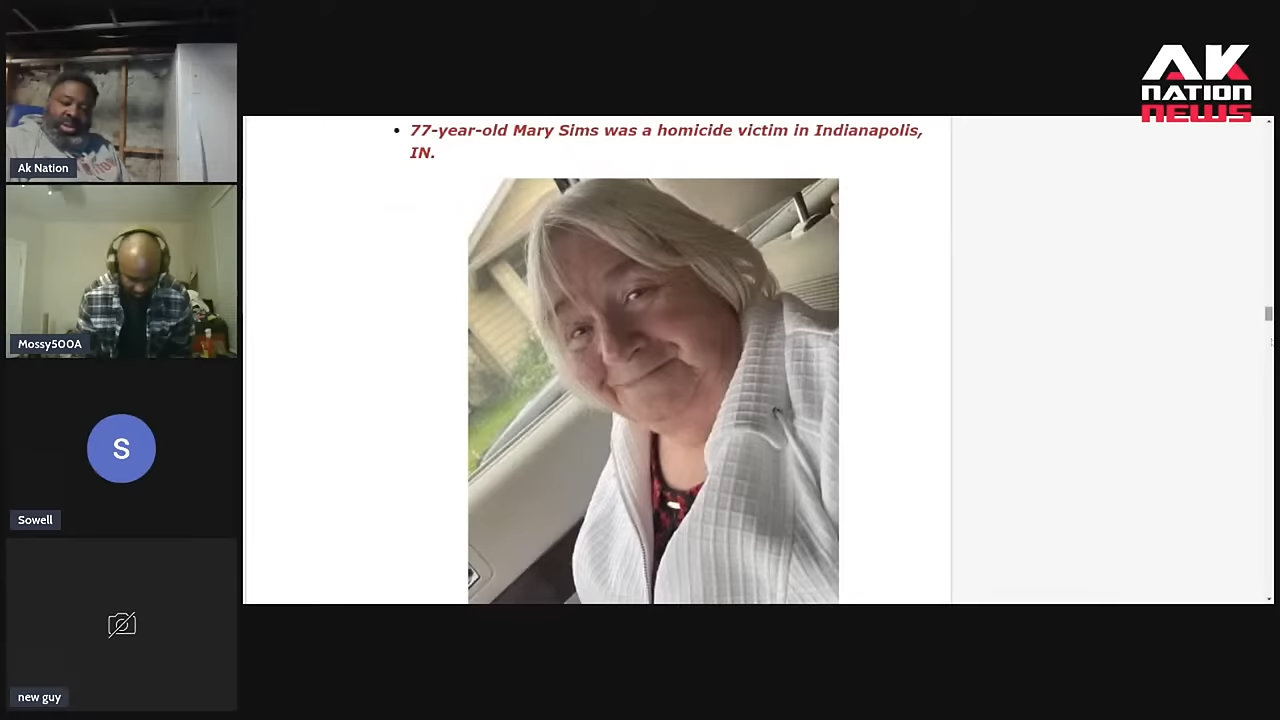 AK
NATION
NEWS
• 77-year-old Mary Sims was a homicide victim in Indianapolis,
IN.
Ak Nation
Mossy500A
S
Sowell
new guy